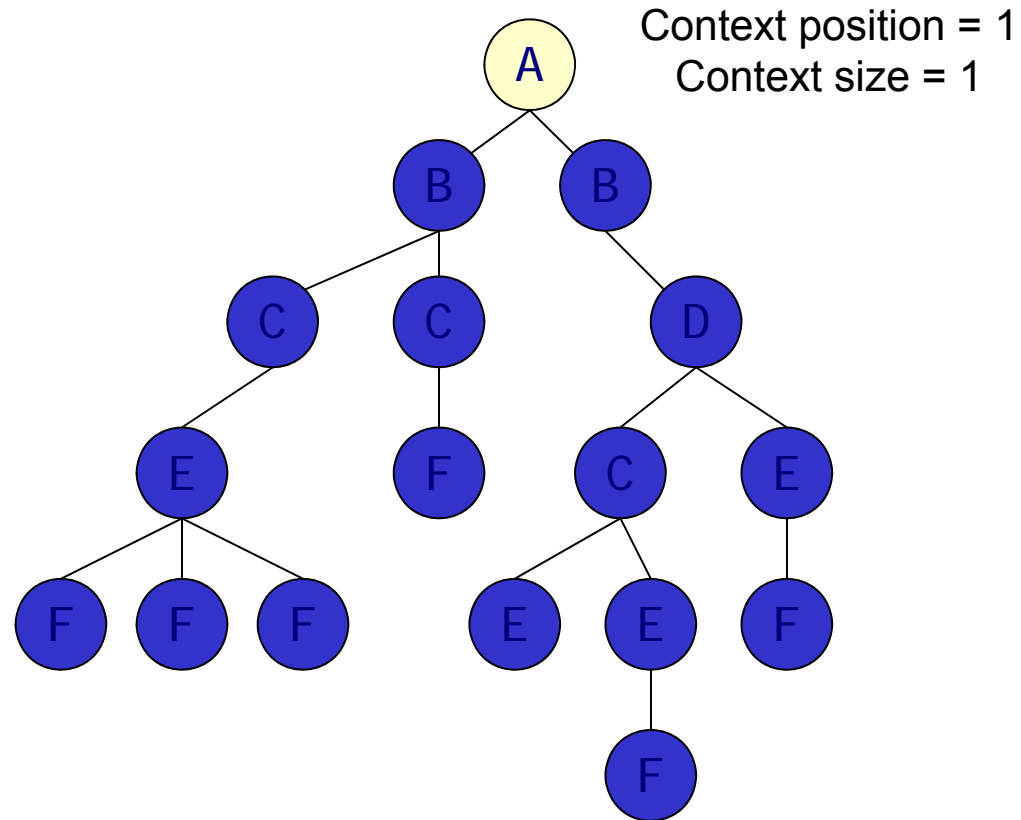 Context position = 1
Context size = 1
A
B B
C C D
E F C E
F F F E E F
F